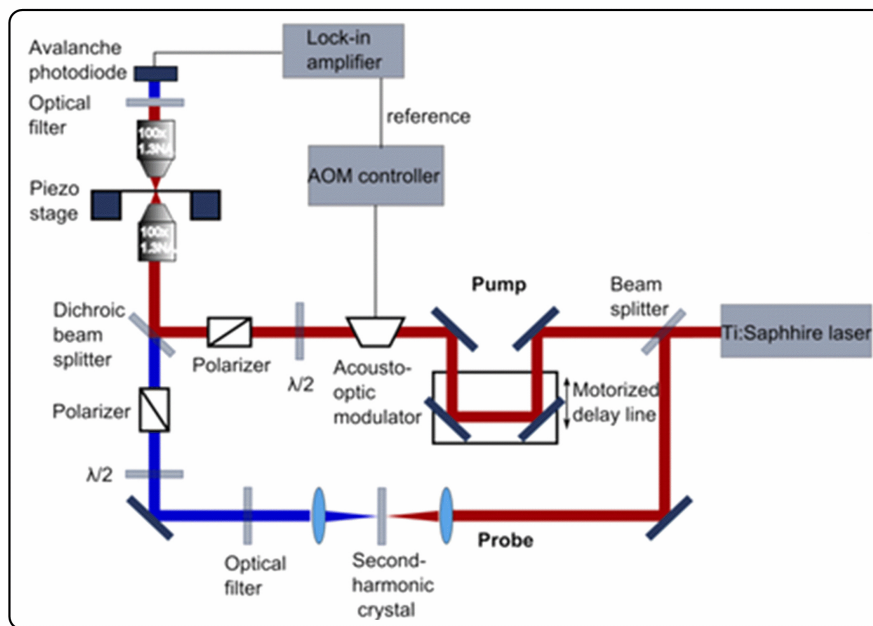 Lock-in
amplifier
Avalanche
photodiode
Optical
filter
reference
100x
1.3NA
AOM controller
Piezo
stage
100x
1.3NA
Pump
Beam
splitter
Ti:Saphhire laser
Dichroic
beam
splitter
Polarizer
λ/2
Acousto-
optic
modulator
Motorized
delay line
Polarizer
λ/2
Optical
filter
Second-
harmonic
crystal
Probe